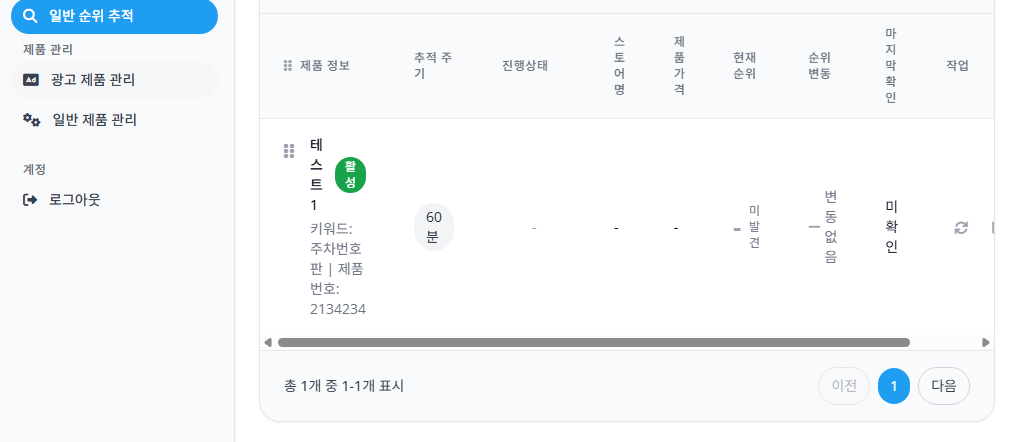 일반 순위 추적
제품 관리
Ad 광고 제품 관리
일반 제품 관리
계정
로그아웃
제품 정보
추적 주
기
진행상태
스
토
어
명
제
품
가
격
현재
순위
순위
변동
마
지
막
확
인
작업
테
스
트
1
활
성
키워드:
주차번호
판 | 제품
번호:
2134234
60
분
-
-
-
미
발
견
변
동
없
음
미
확
인
총 1개 중 1-1개 표시
이전
1
다음